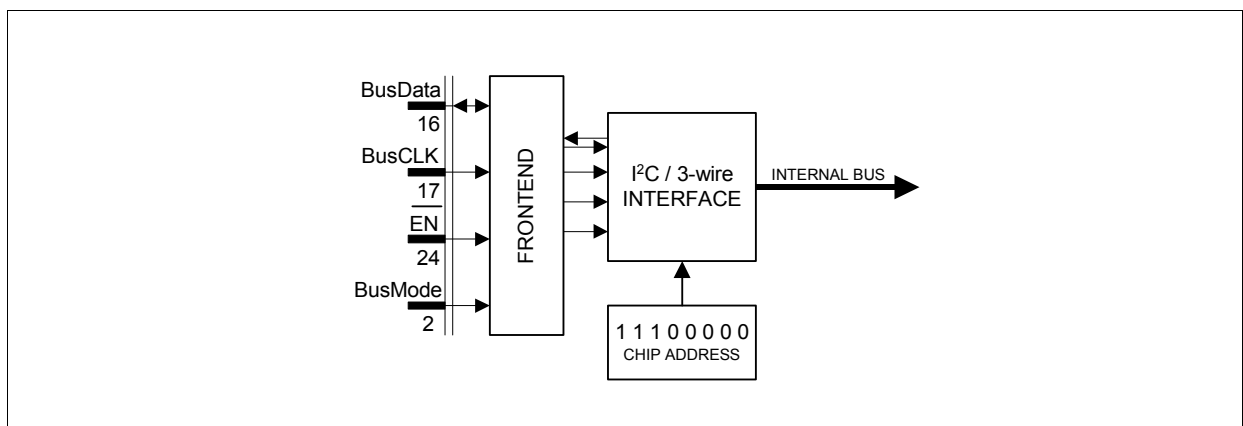 BusData
16
BusCLK
17
EN
24
BusMode
2
FRONTEND
I²C / 3-wire
INTERFACE
INTERNAL BUS
1 1 1 0 0 0 0 0
CHIP ADDRESS